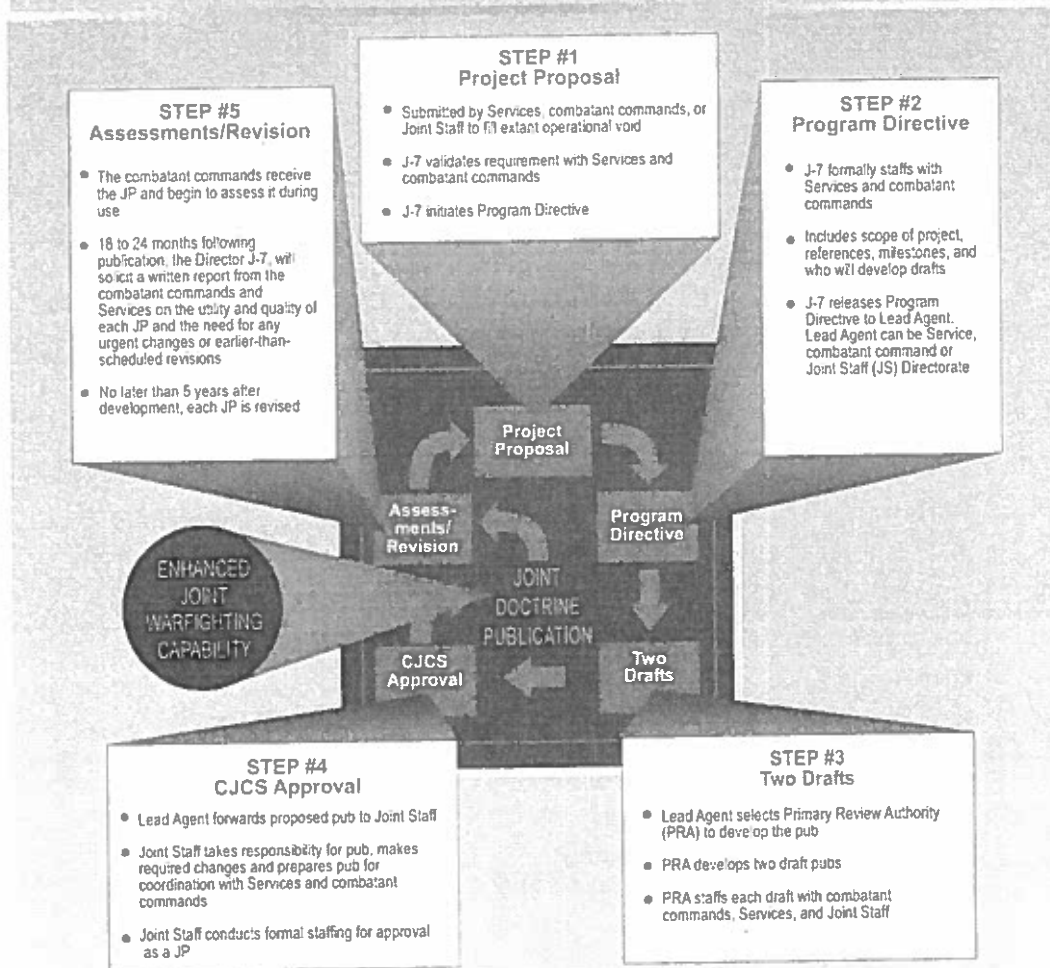 STEP #1
Project Proposal
• Submitted by Services, combatant commands, or
Joint Staff to fill extant operational void
• J-7 validates requirement with Services and
combatant commands
• J-7 initiates Program Directive
STEP #2
Program Directive
• J-7 formally staffs with
Services and combatant
commands
• Includes scope of project,
references, milestones, and
who will develop drafts
• J-7 releases Program
Directive to Lead Agent.
Lead Agent can be Service,
combatant command or
Joint Staff (JS) Directorate
STEP #3
Two Drafts
• Lead Agent selects Primary Review Authority
(PRA) to develop the pub
• PRA develops two draft pubs
• PRA staffs each draft with combatant
commands, Services, and Joint Staff
STEP #4
CJCS Approval
• Lead Agent forwards proposed pub to Joint Staff
• Joint Staff takes responsibility for pub, makes
required changes and prepares pub for
coordination with Services and combatant
commands
• Joint Staff conducts formal staffing for approval
as a JP
STEP #5
Assessments/Revision
• The combatant commands receive
the JP and begin to assess it during
use
• 18 to 24 months following
publication, the Director J-7, will
solicit a written report from the
combatant commands and
Services on the utility and quality of
each JP and the need for any
urgent changes or earlier-than-
scheduled revisions
• No later than 5 years after
development, each JP is revised
Project
Proposal
Program
Directive
Two
Drafts
CJCS
Approval
Assess-
ments/
Revision
JOINT
DOCTRINE
PUBLICATION
ENHANCED
JOINT
WARFIGHTING
CAPABILITY